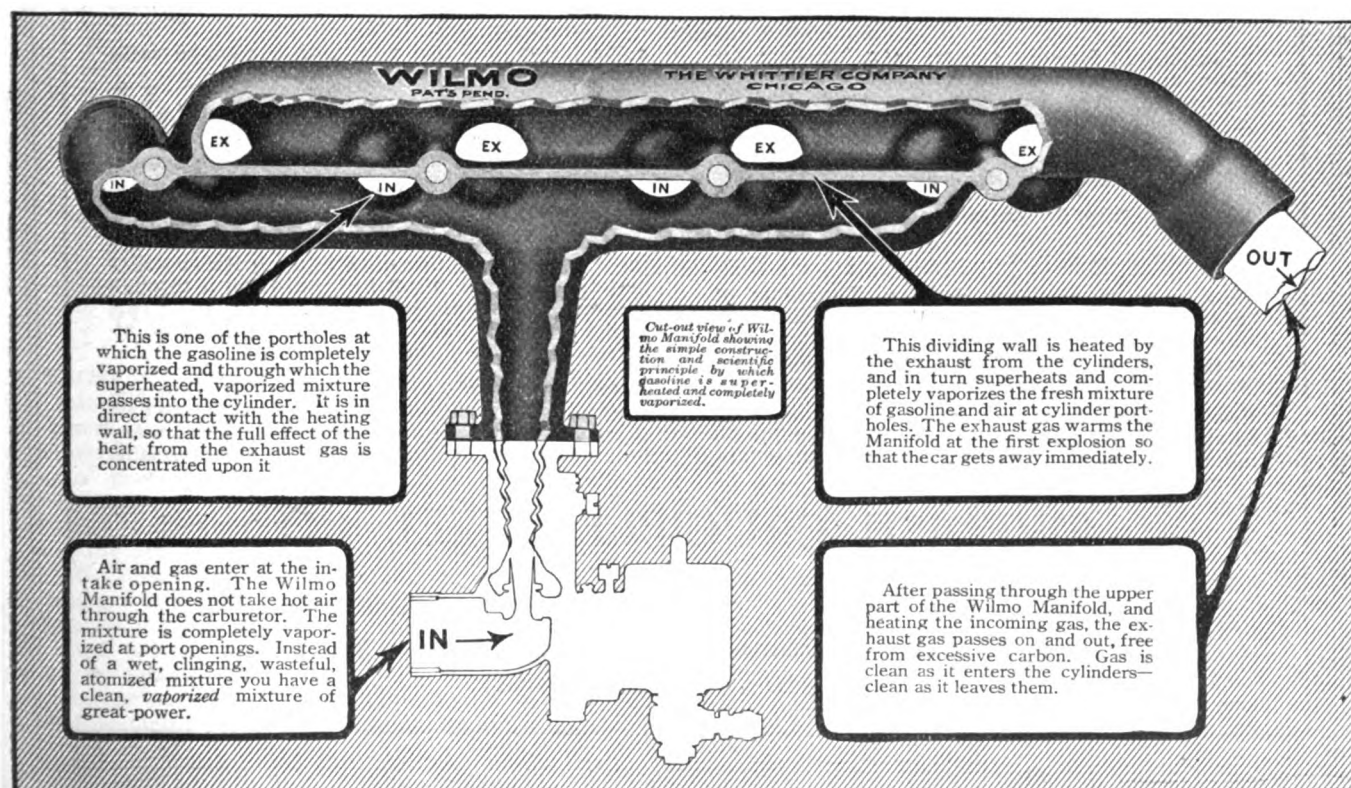 WILMO
PAT'S PEND.
THE WHITTIER COMPANY
CHICAGO
EX
EX
EX
EX
IN
IN
IN
IN
OUT
This is one of the portholes at
which the gasoline is completely
vaporized and through which the
superheated, vaporized mixture
passes into the cylinder. It is in
direct contact with the heating
wall, so that the full effect of the
heat from the exhaust gas is
concentrated upon it
Cut-out view of Wil-
mo Manifold showing
the simple construc-
tion and scientific
principle by which
gasoline is super-
heated and completely
vaporized.
This dividing wall is heated by
the exhaust from the cylinders,
and in turn superheats and com-
pletely vaporizes the fresh mixture
of gasoline and air at cylinder port-
holes. The exhaust gas warms the
Manifold at the first explosion so
that the car gets away immediately.
Air and gas enter at the in-
take opening. The Wilmo
Manifold does not take hot air
through the carburetor. The
mixture is completely vapor-
ized at port openings. Instead
of a wet, clinging, wasteful,
atomized mixture you have a
clean, vaporized mixture of
great-power.
IN
After passing through the upper
part of the Wilmo Manifold, and
heating the incoming gas, the ex-
haust gas passes on and out, free
from excessive carbon. Gas is
clean as it enters the cylinders—
clean as it leaves them.